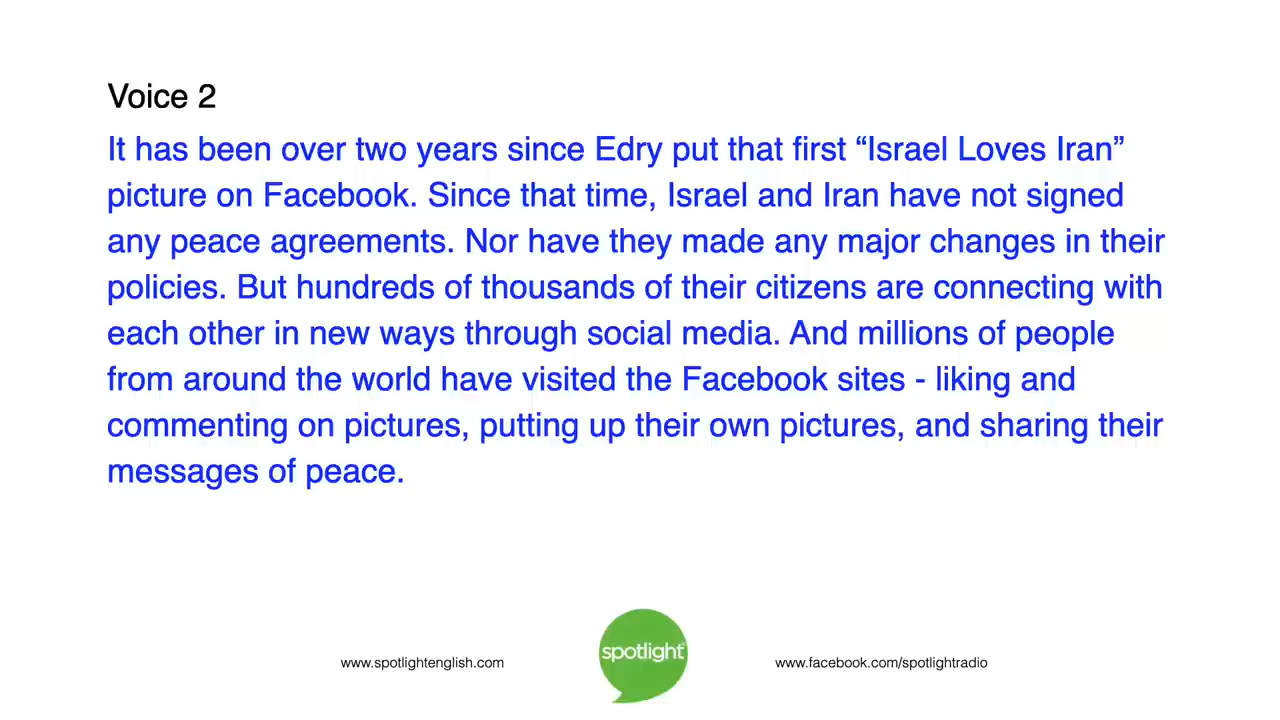 Voice 2
It has been over two years since Edry put that first “Israel Loves Iran”
picture on Facebook. Since that time, Israel and Iran have not signed
any peace agreements. Nor have they made any major changes in their
policies. But hundreds of thousands of their citizens are connecting with
each other in new ways through social media. And millions of people
from around the world have visited the Facebook sites - liking and
commenting on pictures, putting up their own pictures, and sharing their
messages of peace.
www.spotlightenglish.com
spotlight
www.facebook.com/spotlightradio